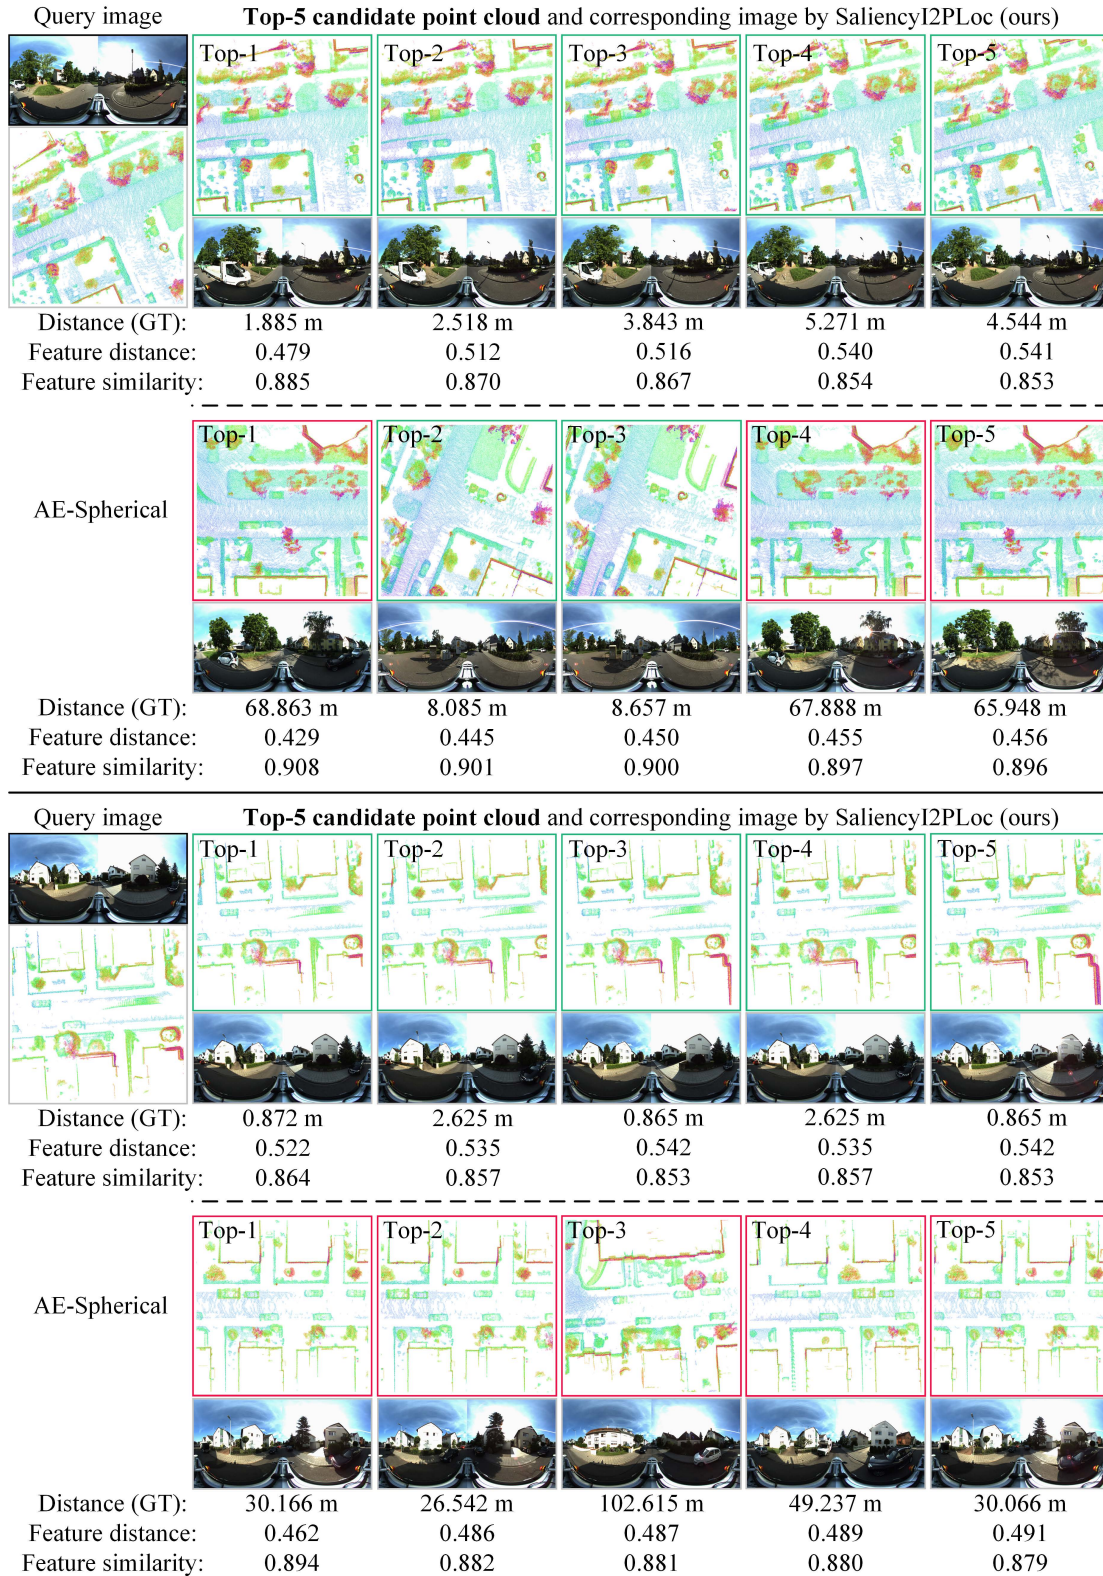 Query image Top-5 candidate point cloud and corresponding image by SaliencyI2PLoc (ours)
Top-1 Top-2 Top-3 Top-4 Top-5
Distance (GT): 1.885 m 2.518 m 3.843 m 5.271 m 4.544 m
Feature distance: 0.479 0.512 0.516 0.540 0.541
Feature similarity: 0.885 0.870 0.867 0.854 0.853
Top-1 Top-2 Top-3 Top-4 Top-5
AE-Spherical
Distance (GT): 68.863 m 8.085 m 8.657 m 67.888 m 65.948 m
Feature distance: 0.429 0.445 0.450 0.455 0.456
Feature similarity: 0.908 0.901 0.900 0.897 0.896
Query image Top-5 candidate point cloud and corresponding image by SaliencyI2PLoc (ours)
Top-1 Top-2 Top-3 Top-4 Top-5
Distance (GT): 0.872 m 2.625 m 0.865 m 2.625 m 0.865 m
Feature distance: 0.522 0.535 0.542 0.535 0.542
Feature similarity: 0.864 0.857 0.853 0.857 0.853
Top-1 Top-2 Top-3 Top-4 Top-5
AE-Spherical
Distance (GT): 30.166 m 26.542 m 102.615 m 49.237 m 30.066 m
Feature distance: 0.462 0.486 0.487 0.489 0.491
Feature similarity: 0.894 0.882 0.881 0.880 0.879